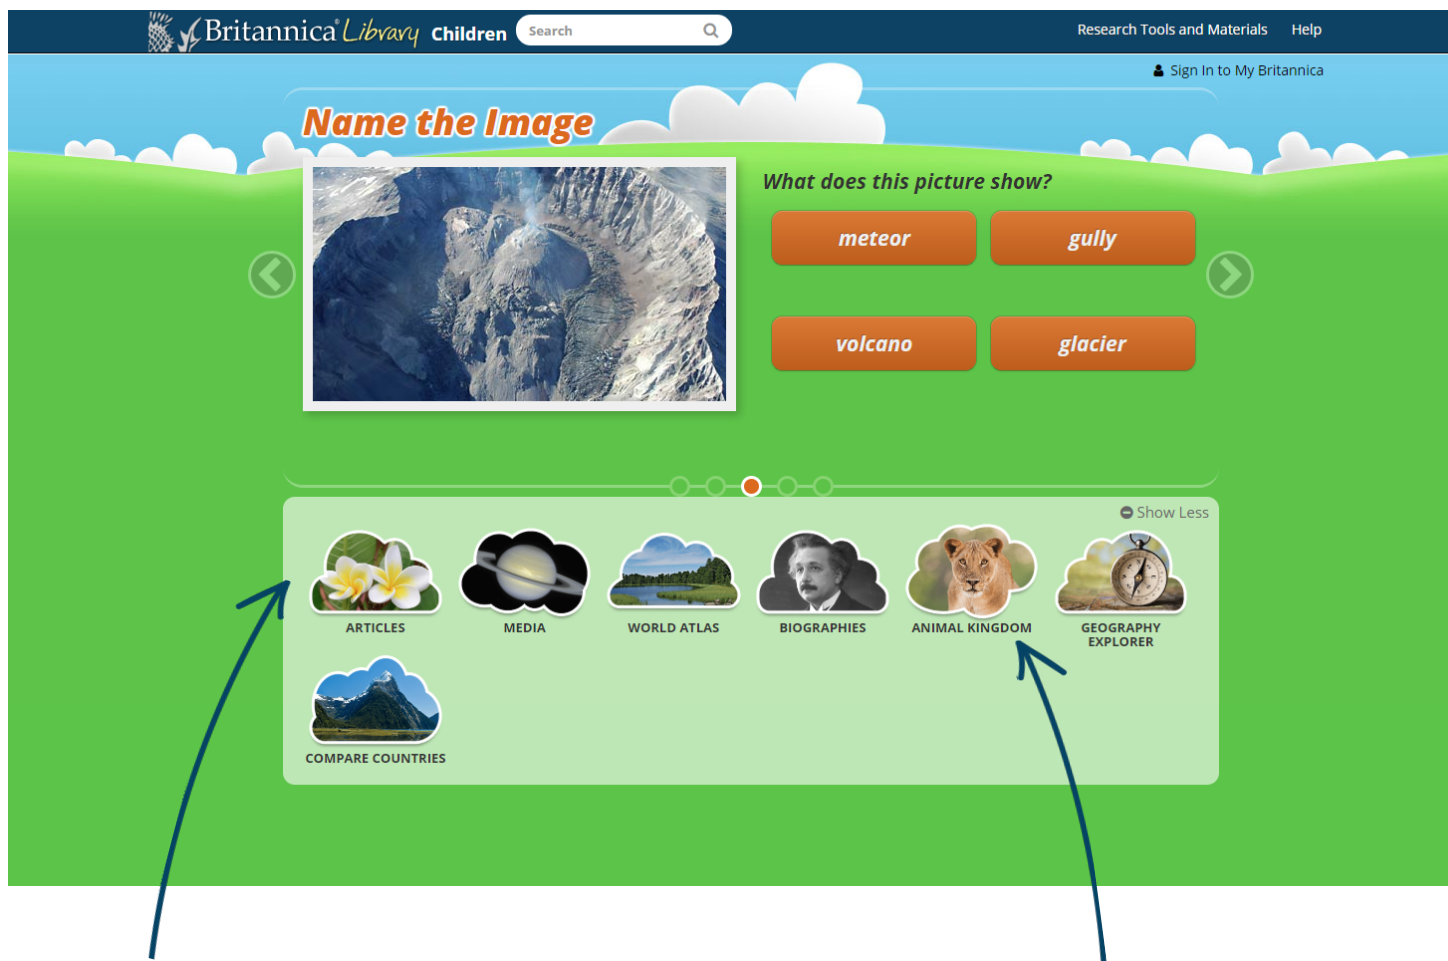 Britannica® Library Children
Search
Research Tools and Materials
Help
Sign In to My Britannica
Name the Image
What does this picture show?
meteor
gully
volcano
glacier
Show Less
ARTICLES
MEDIA
WORLD ATLAS
BIOGRAPHIES
ANIMAL KINGDOM
GEOGRAPHY
EXPLORER
COMPARE COUNTRIES